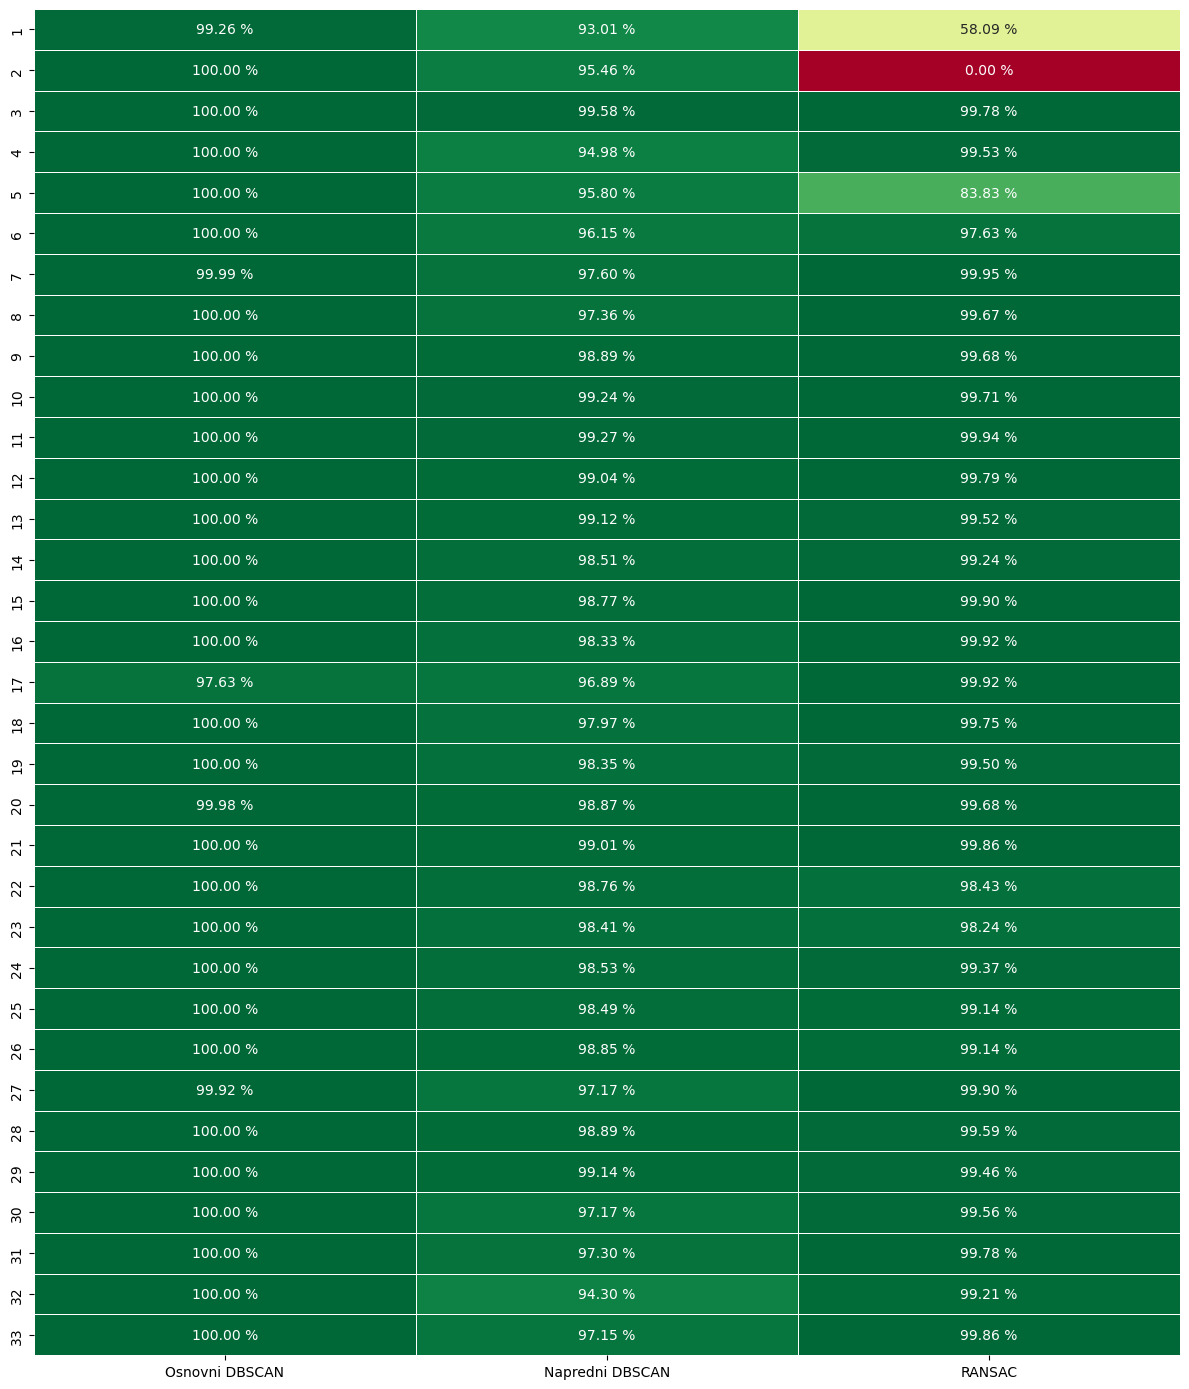 1 99.26 % 93.01 % 58.09 %
2 100.00 % 95.46 % 0.00 %
3 100.00 % 99.58 % 99.78 %
4 100.00 % 94.98 % 99.53 %
5 100.00 % 95.80 % 83.83 %
6 100.00 % 96.15 % 97.63 %
7 99.99 % 97.60 % 99.95 %
8 100.00 % 97.36 % 99.67 %
9 100.00 % 98.89 % 99.68 %
10 100.00 % 99.24 % 99.71 %
11 100.00 % 99.27 % 99.94 %
12 100.00 % 99.04 % 99.79 %
13 100.00 % 99.12 % 99.52 %
14 100.00 % 98.51 % 99.24 %
15 100.00 % 98.77 % 99.90 %
16 100.00 % 98.33 % 99.92 %
17 97.63 % 96.89 % 99.92 %
18 100.00 % 97.97 % 99.75 %
19 100.00 % 98.35 % 99.50 %
20 99.98 % 98.87 % 99.68 %
21 100.00 % 99.01 % 99.86 %
22 100.00 % 98.76 % 98.43 %
23 100.00 % 98.41 % 98.24 %
24 100.00 % 98.53 % 99.37 %
25 100.00 % 98.49 % 99.14 %
26 100.00 % 98.85 % 99.14 %
27 99.92 % 97.17 % 99.90 %
28 100.00 % 98.89 % 99.59 %
29 100.00 % 99.14 % 99.46 %
30 100.00 % 97.17 % 99.56 %
31 100.00 % 97.30 % 99.78 %
32 100.00 % 94.30 % 99.21 %
33 100.00 % 97.15 % 99.86 %
Osnovni DBSCAN Napredni DBSCAN RANSAC